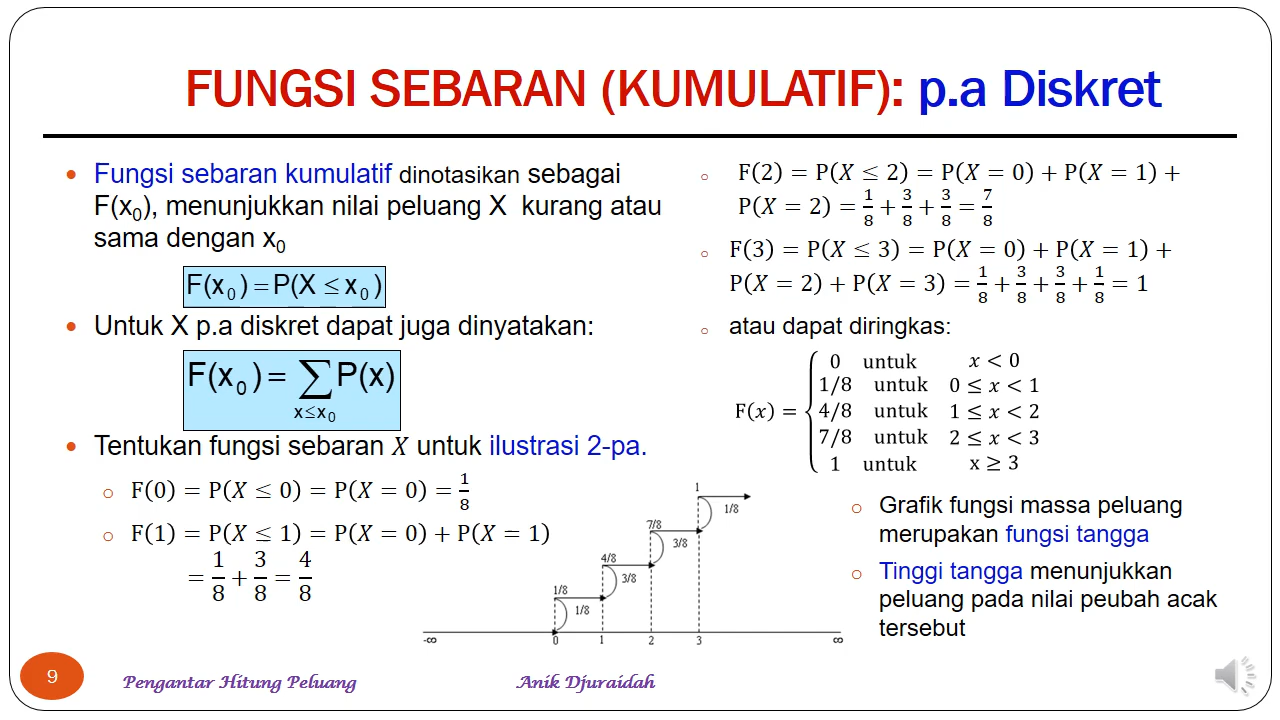 FUNGSI SEBARAN (KUMULATIF): p.a Diskret
• Fungsi sebaran kumulatif dinotasikan sebagai
F(x₀), menunjukkan nilai peluang X kurang atau
sama dengan x₀
F(x₀) = P(X ≤ x₀)
• Untuk X p.a diskret dapat juga dinyatakan:
F(x₀) = ∑ P(x)
x≤x₀
• Tentukan fungsi sebaran X untuk ilustrasi 2-pa.
○ F(0) = P(X ≤ 0) = P(X = 0) = 1/8
○ F(1) = P(X ≤ 1) = P(X = 0) + P(X = 1)
= 1/8 + 3/8 = 4/8
○ F(2) = P(X ≤ 2) = P(X = 0) + P(X = 1) +
P(X = 2) = 1/8 + 3/8 + 3/8 = 7/8
○ F(3) = P(X ≤ 3) = P(X = 0) + P(X = 1) +
P(X = 2) + P(X = 3) = 1/8 + 3/8 + 3/8 + 1/8 = 1
○ atau dapat diringkas:
0 untuk x < 0
1/8 untuk 0 ≤ x < 1
F(x) = { 4/8 untuk 1 ≤ x < 2
7/8 untuk 2 ≤ x < 3
1 untuk x ≥ 3
1
1/8
7/8
3/8
4/8
3/8
1/8
1/8
-∞ 0 1 2 3 ∞
○ Grafik fungsi massa peluang
merupakan fungsi tangga
○ Tinggi tangga menunjukkan
peluang pada nilai peubah acak
tersebut
9
Pengantar Hitung Peluang
Anik Djuraidah